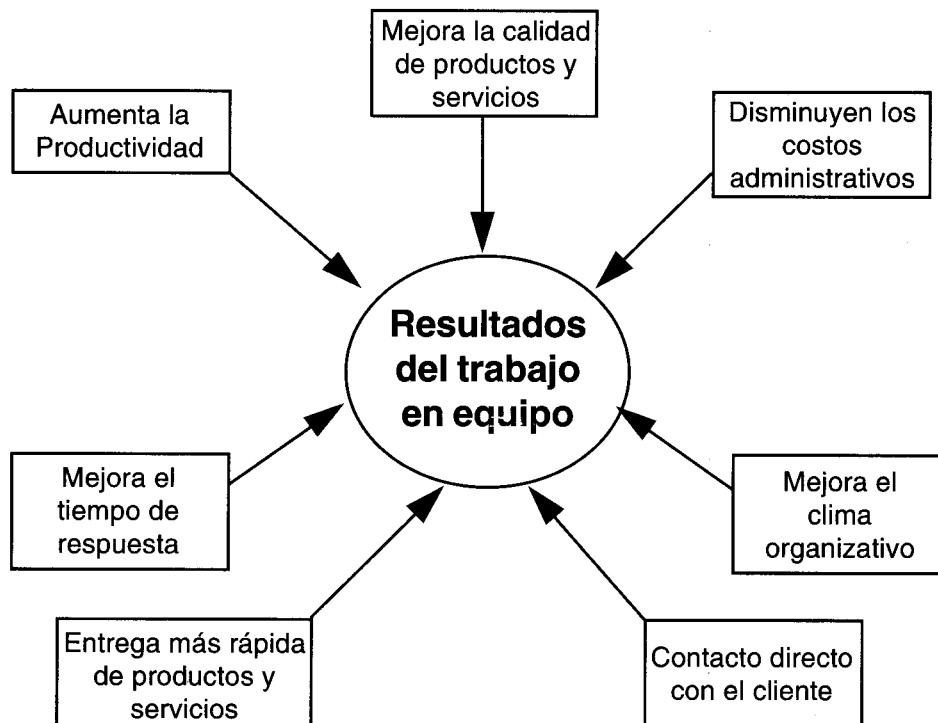 Mejora la calidad
de productos y
servicios
Aumenta la
Productividad
Disminuyen los
costos
administrativos
Resultados
del trabajo
en equipo
Mejora el
tiempo de
respuesta
Mejora el
clima
organizativo
Entrega más rápida
de productos y
servicios
Contacto directo
con el cliente